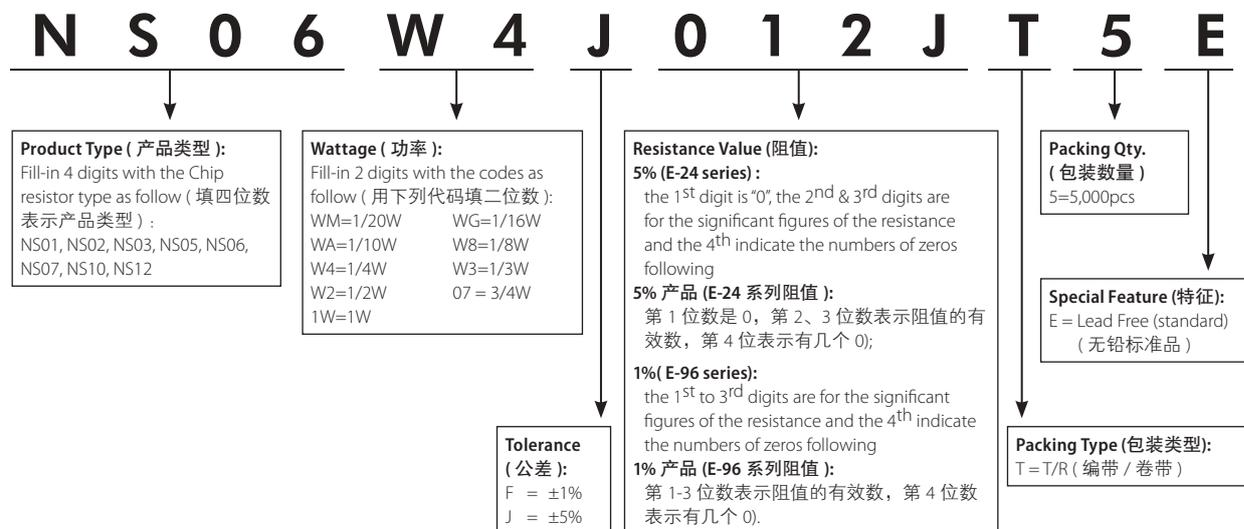 N S 0 6 W 4 J 0 1 2 J T 5 E
Product Type ( 产品类型 ):
Fill-in 4 digits with the Chip
resistor type as follow ( 填四位数
表示产品类型 ) :
NS01, NS02, NS03, NS05, NS06,
NS07, NS10, NS12
Wattage ( 功率 ):
Fill-in 2 digits with the codes as
follow ( 用下列代码填二位数 ):
WM=1/20W WG=1/16W
WA=1/10W W8=1/8W
W4=1/4W W3=1/3W
W2=1/2W 07 = 3/4W
1W=1W
Tolerance
( 公差 ):
F = ±1%
J = ±5%
Resistance Value (阻值):
5% (E-24 series) :
the 1st digit is “0”, the 2nd & 3rd digits are
for the significant figures of the resistance
and the 4th indicate the numbers of zeros
following
5% 产品 (E-24 系列阻值 ):
第 1 位数是 0，第 2、3 位数表示阻值的有
效数，第 4 位表示有几个 0);
1%( E-96 series):
the 1st to 3rd digits are for the significant
figures of the resistance and the 4th indicate
the numbers of zeros following
1% 产品 (E-96 系列阻值 ):
第 1-3 位数表示阻值的有效数，第 4 位数
表示有几个 0).
Packing Qty.
( 包装数量 )
5=5,000pcs
Special Feature (特征):
E = Lead Free (standard)
( 无铅标准品 )
Packing Type (包装类型):
T = T/R ( 编带 / 卷带 )